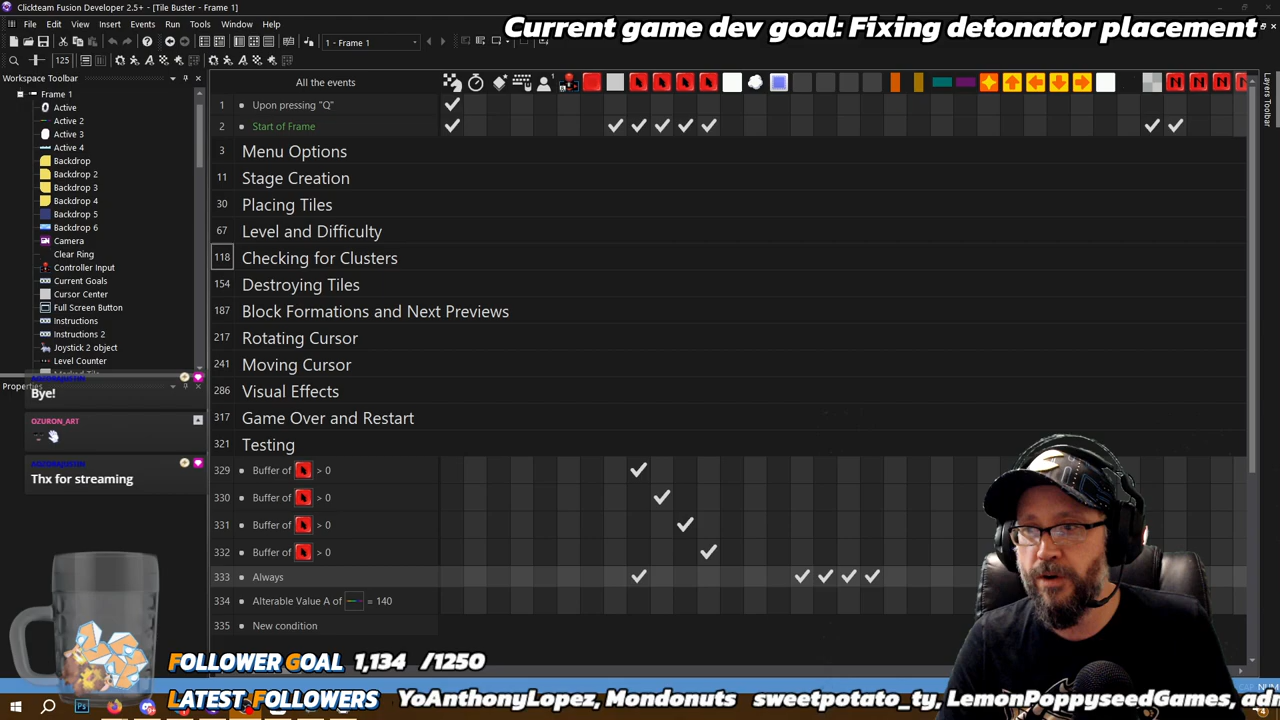 Clickteam Fusion Developer 2.5+ - [Tile Buster - Frame 1]
Current game dev goal: Fixing detonator placement
File Edit View Insert Events Run Tools Window Help
1 - Frame 1
123
Workspace Toolbar
All the events
Layers Toolbar
Frame 1
Active
Active 2
Active 3
Active 4
Backdrop
Backdrop 2
Backdrop 3
Backdrop 4
Backdrop 5
Backdrop 6
Camera
Clear Ring
Controller Input
Current Goals
Cursor Center
Full Screen Button
Instructions
Instructions 2
Joystick 2 object
Level Counter
Properties
1 Upon pressing "Q"
2 Start of Frame
3 Menu Options
11 Stage Creation
30 Placing Tiles
67 Level and Difficulty
118 Checking for Clusters
154 Destroying Tiles
187 Block Formations and Next Previews
217 Rotating Cursor
241 Moving Cursor
286 Visual Effects
317 Game Over and Restart
321 Testing
329 Buffer of > 0
330 Buffer of > 0
331 Buffer of > 0
332 Buffer of > 0
333 Always
334 Alterable Value A of = 140
335 New condition
Bye!
OZURON_ART
Thx for streaming
FOLLOWER GOAL 1,134 /1250
LATEST FOLLOWERS YoAnthonyLopez, Mondonuts sweetpotato_ty, LemonPoppyseedGames, ad
NUM